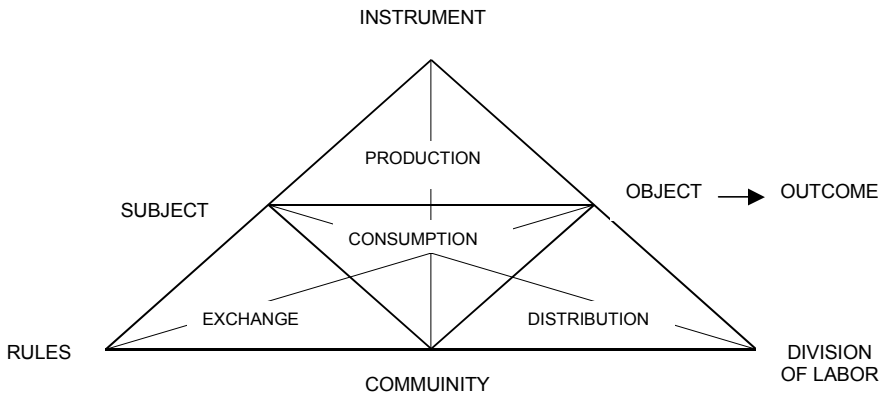 INSTRUMENT
PRODUCTION
SUBJECT
OBJECT
OUTCOME
CONSUMPTION
EXCHANGE
DISTRIBUTION
RULES
COMMUINITY
DIVISION
OF LABOR